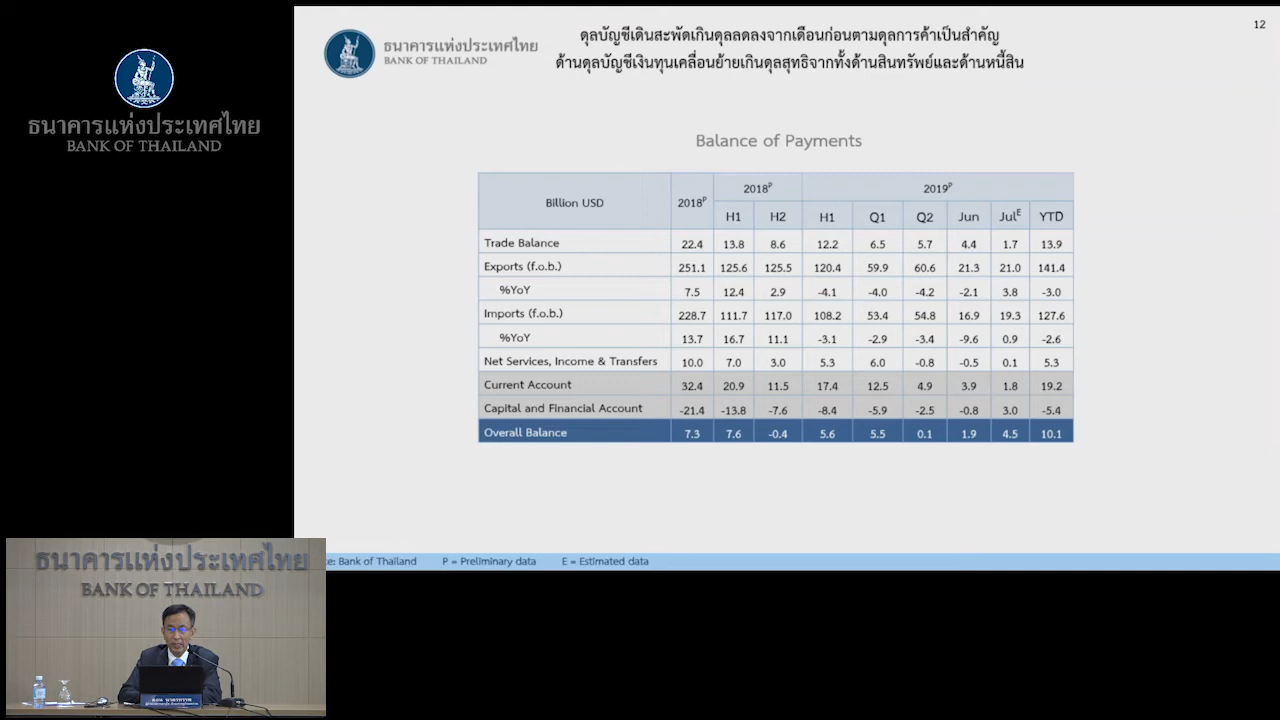 ธนาคารแห่งประเทศไทย
BANK OF THAILAND
ธนาคารแห่งประเทศไทย
BANK OF THAILAND
ดุลบัญชีเดินสะพัดเกินดุลลดลงจากเดือนก่อนตามดุลการค้าเป็นสำคัญ
ด้านดุลบัญชีเงินทุนเคลื่อนย้ายเกินดุลสุทธิจากทั้งด้านสินทรัพย์และด้านหนี้สิน
12
Balance of Payments
Billion USD 2018P 2018P 2019P
H1 H2 H1 Q1 Q2 Jun JulE YTD
Trade Balance 22.4 13.8 8.6 12.2 6.5 5.7 4.4 1.7 13.9
Exports (f.o.b.) 251.1 125.6 125.5 120.4 59.9 60.6 21.3 21.0 141.4
%YoY 7.5 12.4 2.9 -4.1 -4.0 -4.2 -2.1 3.8 -3.0
Imports (f.o.b.) 228.7 111.7 117.0 108.2 53.4 54.8 16.9 19.3 127.6
%YoY 13.7 16.7 11.1 -3.1 -2.9 -3.4 -9.6 0.9 -2.6
Net Services, Income & Transfers 10.0 7.0 3.0 5.3 6.0 -0.8 -0.5 0.1 5.3
Current Account 32.4 20.9 11.5 17.4 12.5 4.9 3.9 1.8 19.2
Capital and Financial Account -21.4 -13.8 -7.6 -8.4 -5.9 -2.5 -0.8 3.0 -5.4
Overall Balance 7.3 7.6 -0.4 5.6 5.5 0.1 1.9 4.5 10.1
ce: Bank of Thailand P = Preliminary data E = Estimated data
ธนาคารแห่งประเทศไทย
BANK OF THAILAND